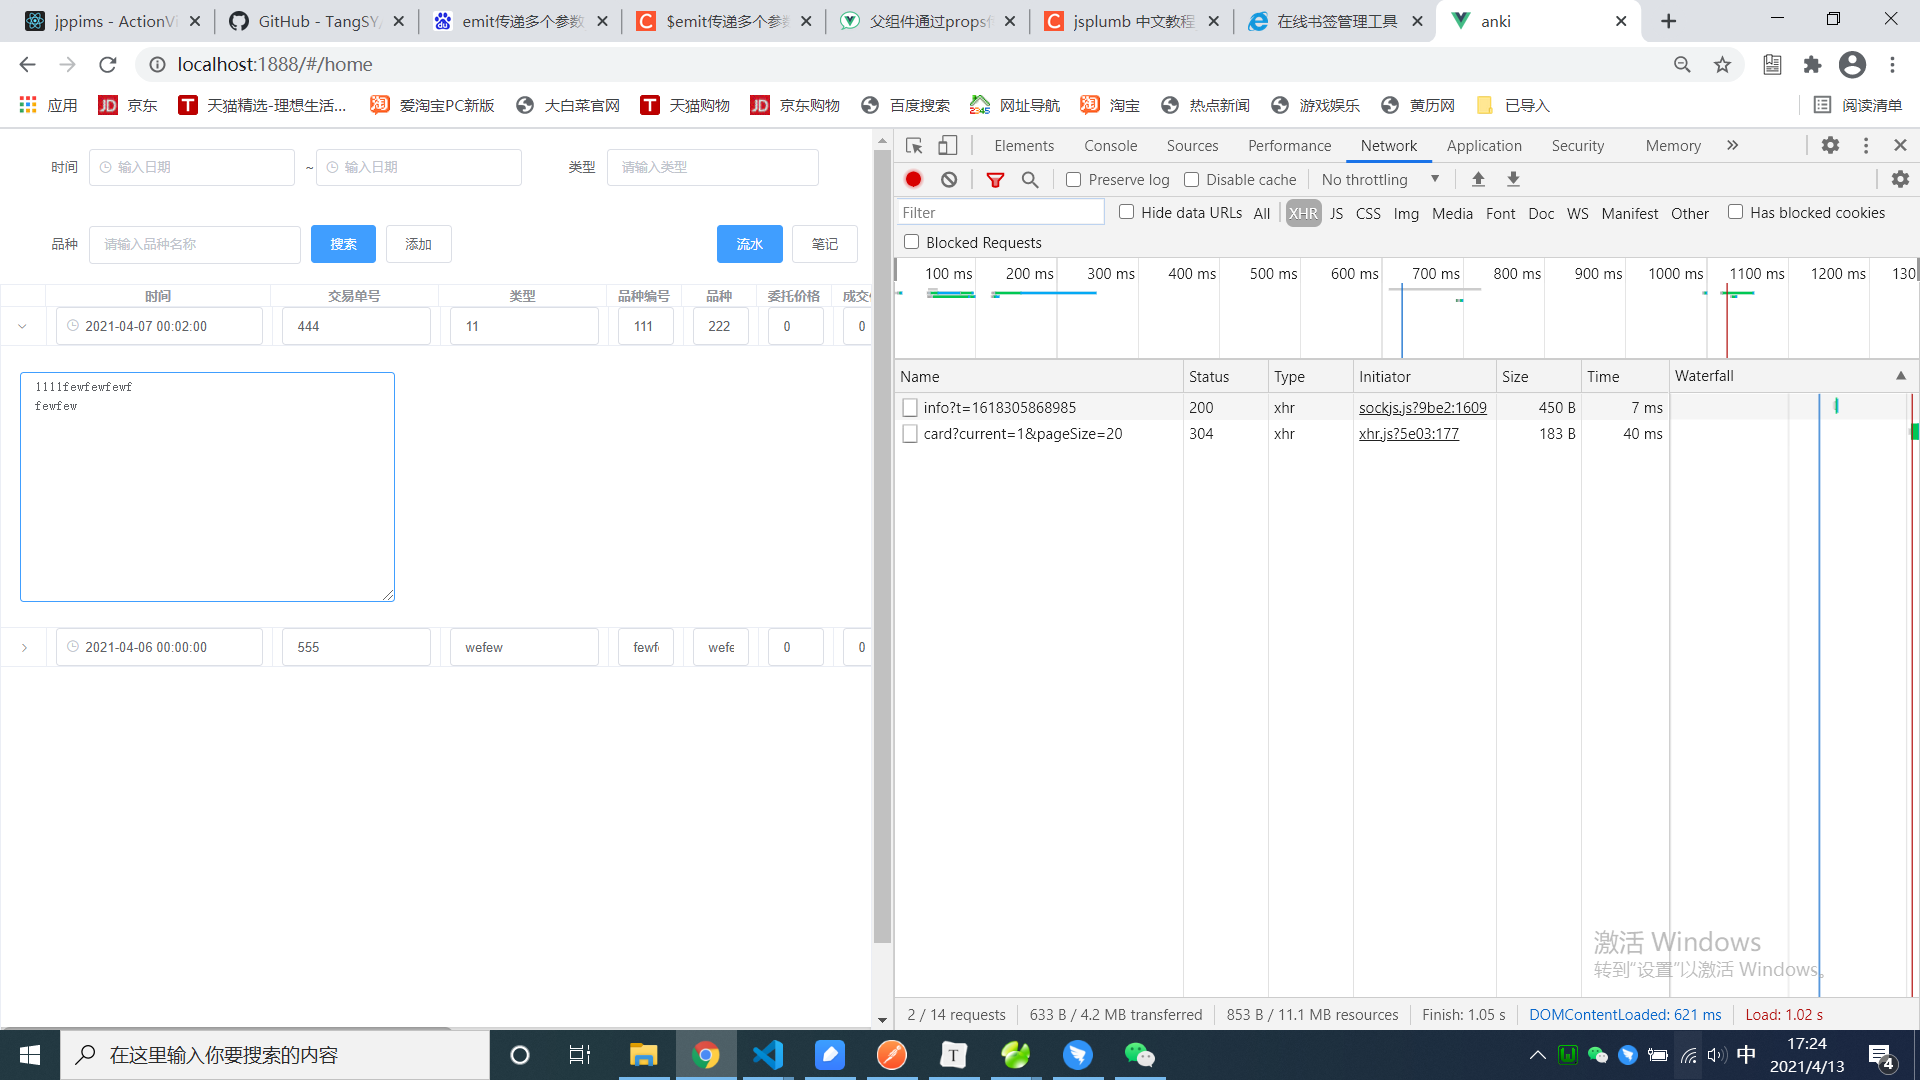 jppims - ActionVi
GitHub - TangSY/
emit传递多个参数
$emit传递多个参数
父组件通过props
jsplumb 中文教程
在线书签管理工具
anki
localhost:1888/#/home
应用
京东
天猫精选-理想生活...
爱淘宝PC新版
大白菜官网
天猫购物
京东购物
百度搜索
网址导航
淘宝
热点新闻
游戏娱乐
黄历网
已导入
阅读清单
时间 输入日期 ~ 输入日期 类型 请输入类型
品种 请输入品种名称 搜索 添加 流水 笔记
时间 交易单号 类型 品种编号 品种 委托价格 成交
2021-04-07 00:02:00 444 11 111 222 0 0
1111fewfewfewf
fewfew
2021-04-06 00:00:00 555 wefew fewf wefe 0 0
Elements Console Sources Performance Network Application Security Memory »
Preserve log Disable cache No throttling
Filter Hide data URLs All XHR JS CSS Img Media Font Doc WS Manifest Other Has blocked cookies
Blocked Requests
100 ms 200 ms 300 ms 400 ms 500 ms 600 ms 700 ms 800 ms 900 ms 1000 ms 1100 ms 1200 ms 130
Name Status Type Initiator Size Time Waterfall
info?t=1618305868985 200 xhr sockjs.js?9be2:1609 450 B 7 ms
card?current=1&pageSize=20 304 xhr xhr.js?5e03:177 183 B 40 ms
激活 Windows
转到“设置”以激活 Windows。
2 / 14 requests 633 B / 4.2 MB transferred 853 B / 11.1 MB resources Finish: 1.05 s DOMContentLoaded: 621 ms Load: 1.02 s
在这里输入你要搜索的内容
中
17:24
2021/4/13
4